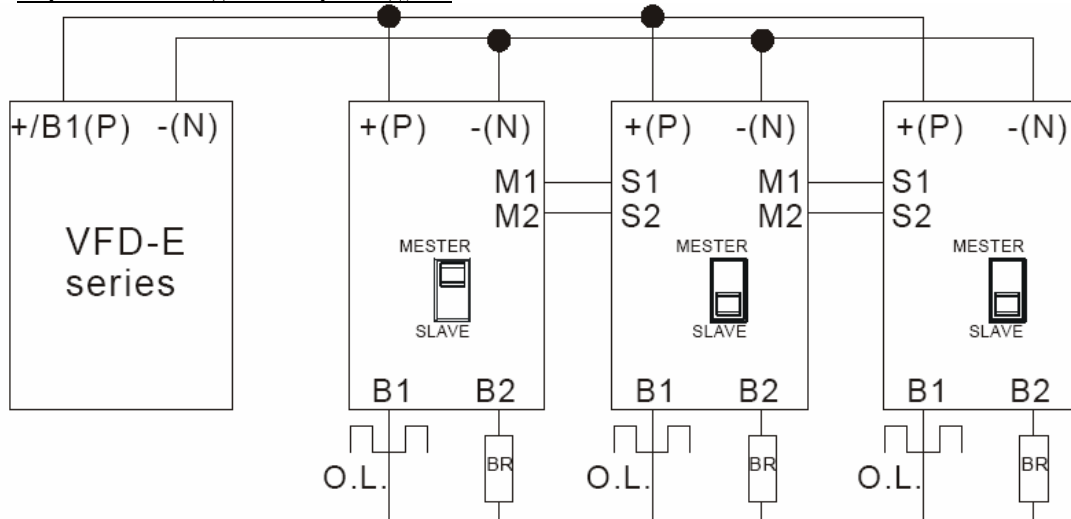 +/B1(P) -(N) +(P) -(N) +(P) -(N) +(P) -(N)
M1 S1 M1 S1
M2 S2 M2 S2
VFD-E
series
MESTER MESTER MESTER
SLAVE SLAVE SLAVE
B1 B2 B1 B2 B1 B2
O.L. BR O.L. BR O.L. BR